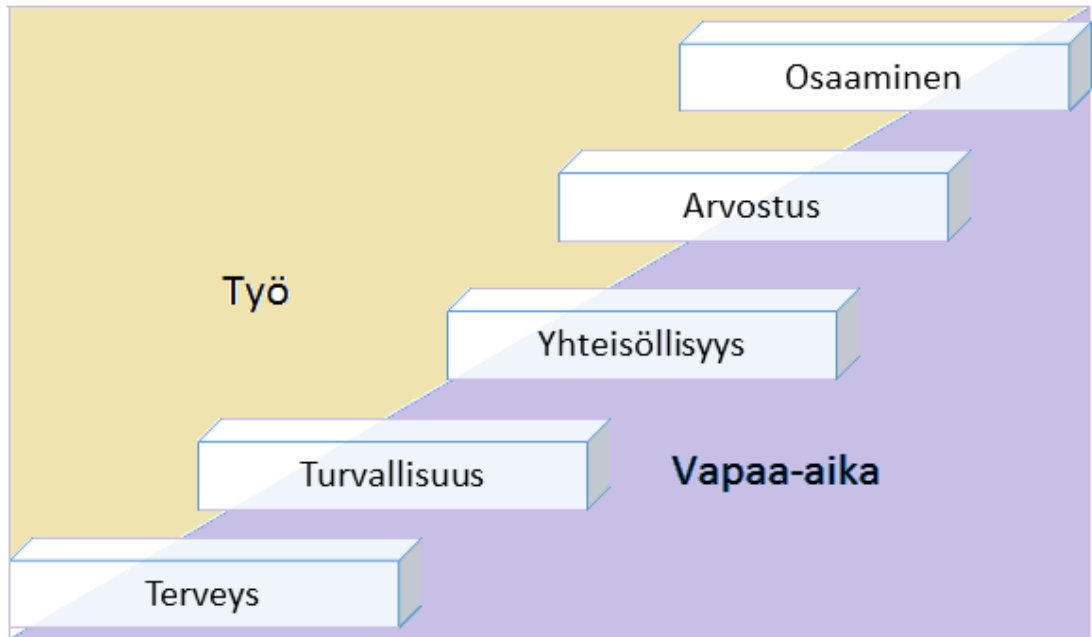 Osaaminen
Arvostus
Työ
Yhteisöllisyys
Turvallisuus
Vapaa-aika
Terveys